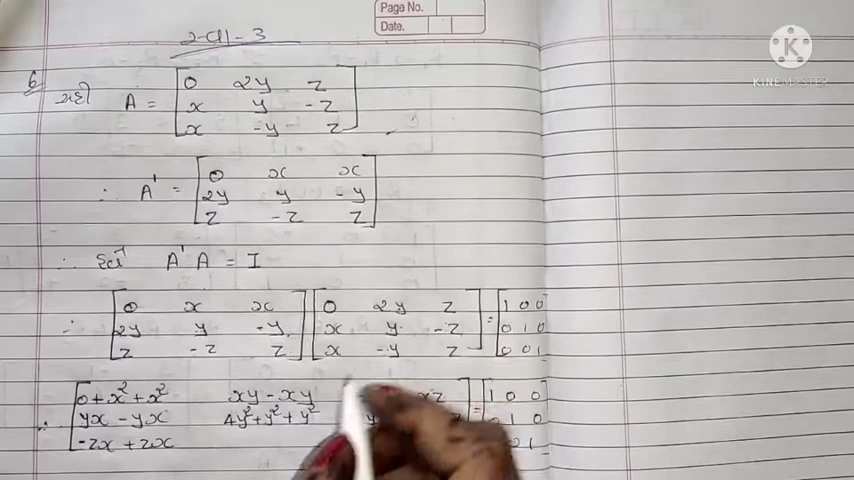 Page No.
Date.
KINEMASTER
6 અહીં A = [0 2y z
x y -z
x -y z]
∴ A' = [0 x x
2y y -y
z -z z]
∴ હવે A'A = I
∴ [0 x x] [0 2y z] = [1 0 0]
[2y y -y] [x y -z] [0 1 0]
[z -z z] [x -y z] [0 0 1]
∴ [0+x²+x² xy-xy xz] = [1 0 0]
yx-yx 4y²+y²+y² 1 0
-zx+zx 0 1